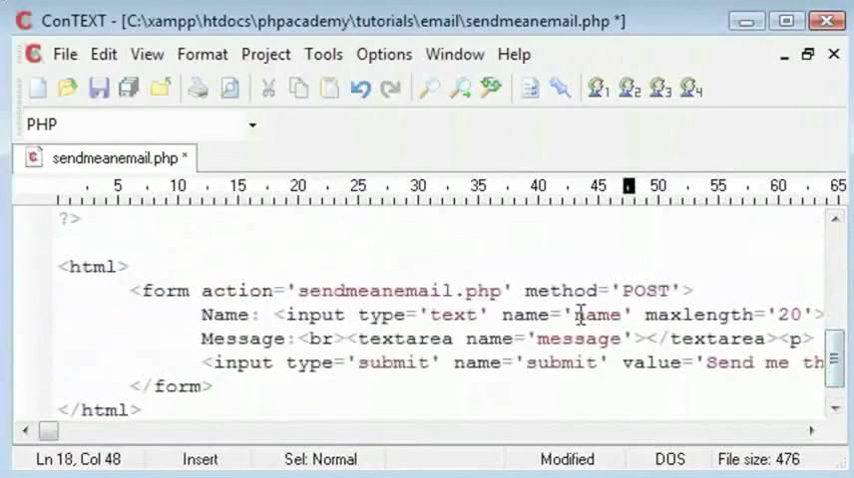 ConTEXT - [C:\xampp\htdocs\phpacademy\tutorials\email\sendmeanemail.php *]
File Edit View Format Project Tools Options Window Help
PHP
sendmeanemail.php *
5 10 15 20 25 30 35 40 45 50 55 60 65
?>
<html>
<form action='sendmeanemail.php' method='POST'>
Name: <input type='text' name='name' maxlength='20'>
Message:<br><textarea name='message'></textarea><p>
<input type='submit' name='submit' value='Send me th
</form>
</html>
Ln 18, Col 48 Insert Sel: Normal Modified DOS File size: 476